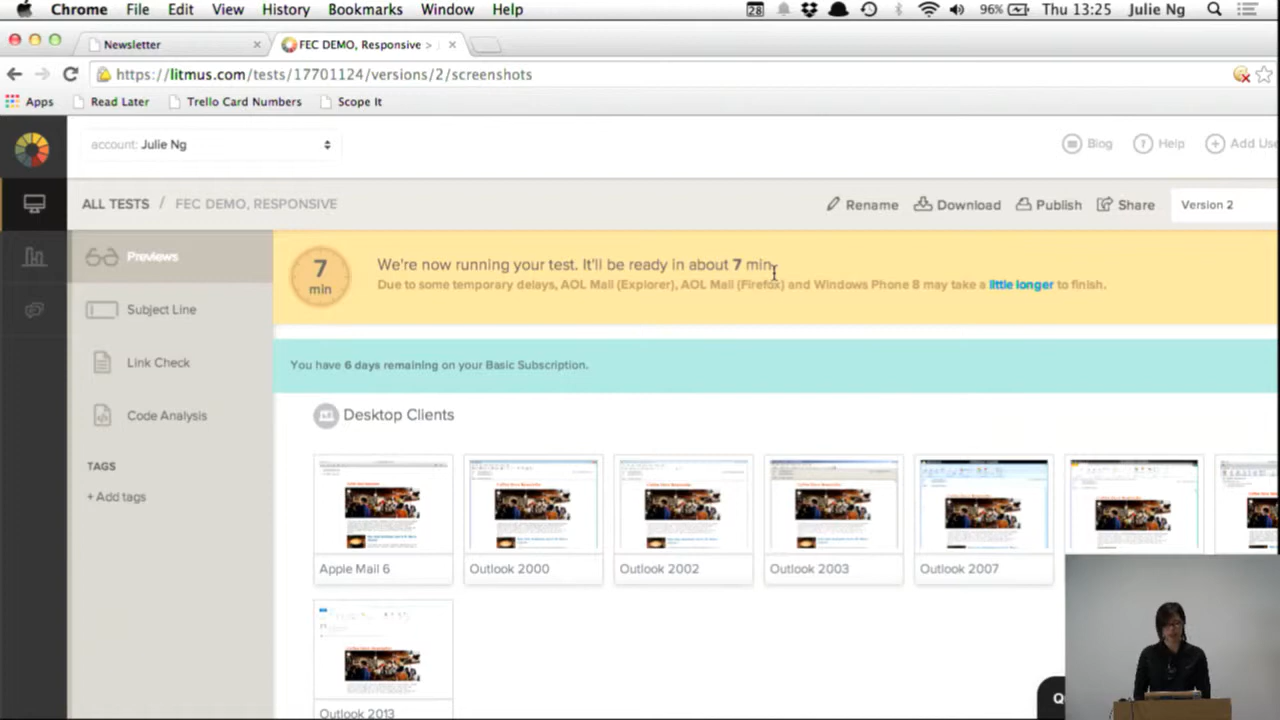 Chrome File Edit View History Bookmarks Window Help 28 96% Thu 13:25 Julie Ng
Newsletter FEC DEMO, Responsive >
https://litmus.com/tests/17701124/versions/2/screenshots
Apps Read Later Trello Card Numbers Scope It
account: Julie Ng Blog Help Add Use
ALL TESTS / FEC DEMO, RESPONSIVE Rename Download Publish Share Version 2
Previews
Subject Line
Link Check
Code Analysis
TAGS
+ Add tags
7 min
We're now running your test. It'll be ready in about 7 min.
Due to some temporary delays, AOL Mail (Explorer), AOL Mail (Firefox) and Windows Phone 8 may take a little longer to finish.
You have 6 days remaining on your Basic Subscription.
Desktop Clients
Apple Mail 6 Outlook 2000 Outlook 2002 Outlook 2003 Outlook 2007
Outlook 2013